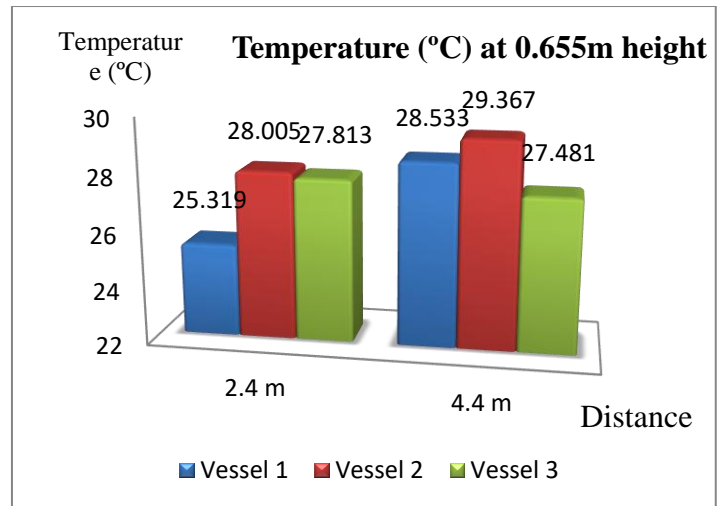 Temperatur
e (ºC)
Temperature (ºC) at 0.655m height
30
28
26
24
22
25.319
28.005
27.813
28.533
29.367
27.481
2.4 m
4.4 m
Distance
Vessel 1
Vessel 2
Vessel 3